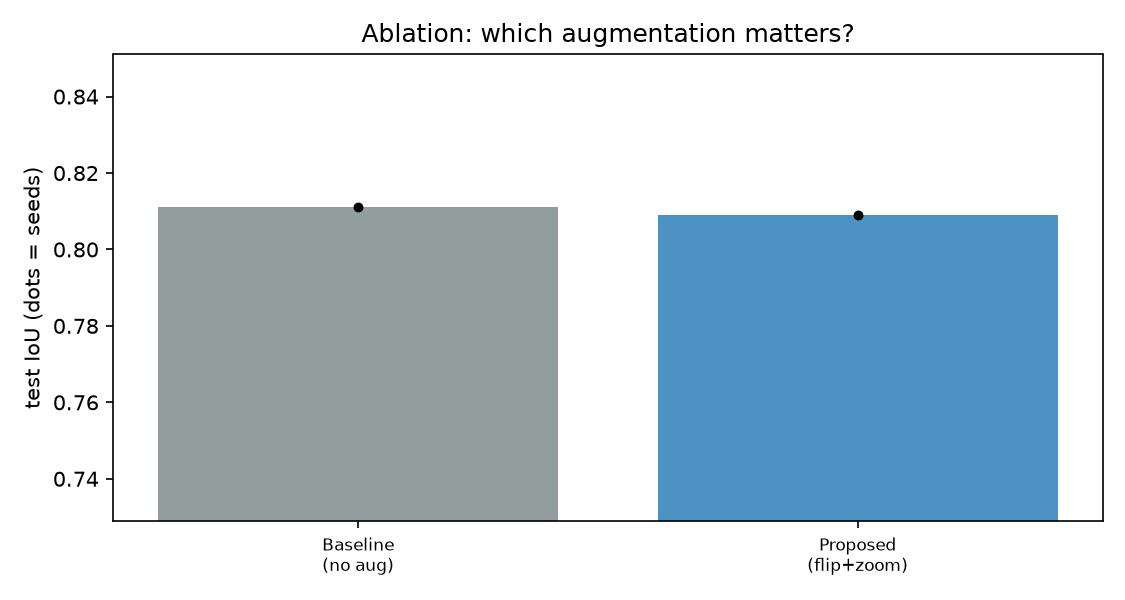 Ablation: which augmentation matters?
test IoU (dots = seeds)
0.84
0.82
0.80
0.78
0.76
0.74
Baseline
(no aug)
Proposed
(flip+zoom)